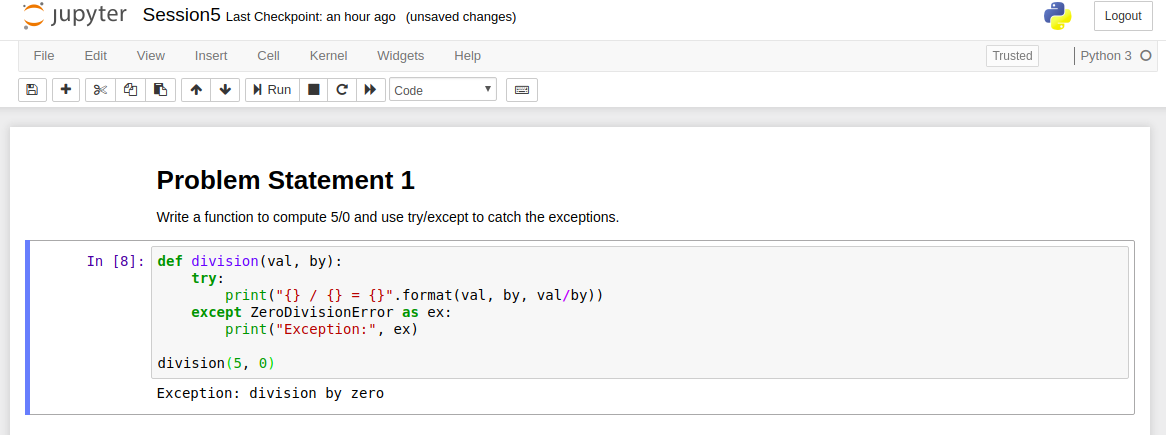 jupyter Session5 Last Checkpoint: an hour ago (unsaved changes) Logout
File Edit View Insert Cell Kernel Widgets Help Trusted Python 3
Run Code
Problem Statement 1
Write a function to compute 5/0 and use try/except to catch the exceptions.
In [8]: def division(val, by):
    try:
        print("{} / {} = {}".format(val, by, val/by))
    except ZeroDivisionError as ex:
        print("Exception:", ex)
division(5, 0)
Exception: division by zero